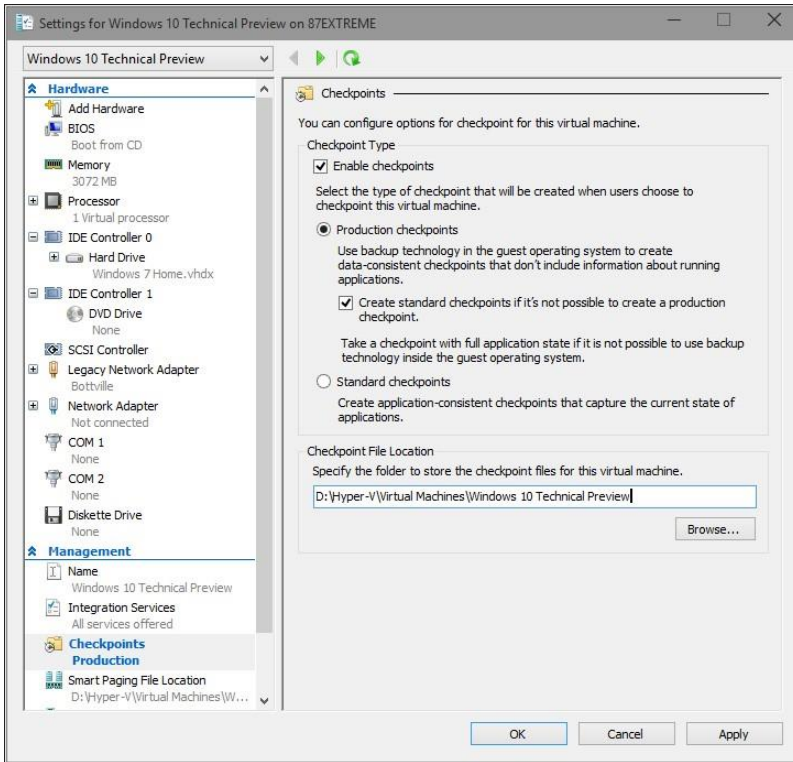 Settings for Windows 10 Technical Preview on 87EXTREME
Windows 10 Technical Preview
Hardware
Add Hardware
BIOS
Boot from CD
Memory
3072 MB
Processor
1 Virtual processor
IDE Controller 0
Hard Drive
Windows 7 Home.vhdx
IDE Controller 1
DVD Drive
None
SCSI Controller
Legacy Network Adapter
Bottville
Network Adapter
Not connected
COM 1
None
COM 2
None
Diskette Drive
None
Management
Name
Windows 10 Technical Preview
Integration Services
All services offered
Checkpoints
Production
Smart Paging File Location
D:\Hyper-V\Virtual Machines\W...
Checkpoints
You can configure options for checkpoint for this virtual machine.
Checkpoint Type
Enable checkpoints
Select the type of checkpoint that will be created when users choose to
checkpoint this virtual machine.
Production checkpoints
Use backup technology in the guest operating system to create
data-consistent checkpoints that don't include information about running
applications.
Create standard checkpoints if it's not possible to create a production
checkpoint.
Take a checkpoint with full application state if it is not possible to use backup
technology inside the guest operating system.
Standard checkpoints
Create application-consistent checkpoints that capture the current state of
applications.
Checkpoint File Location
Specify the folder to store the checkpoint files for this virtual machine.
D:\Hyper-V\Virtual Machines\Windows 10 Technical Preview
Browse...
OK
Cancel
Apply